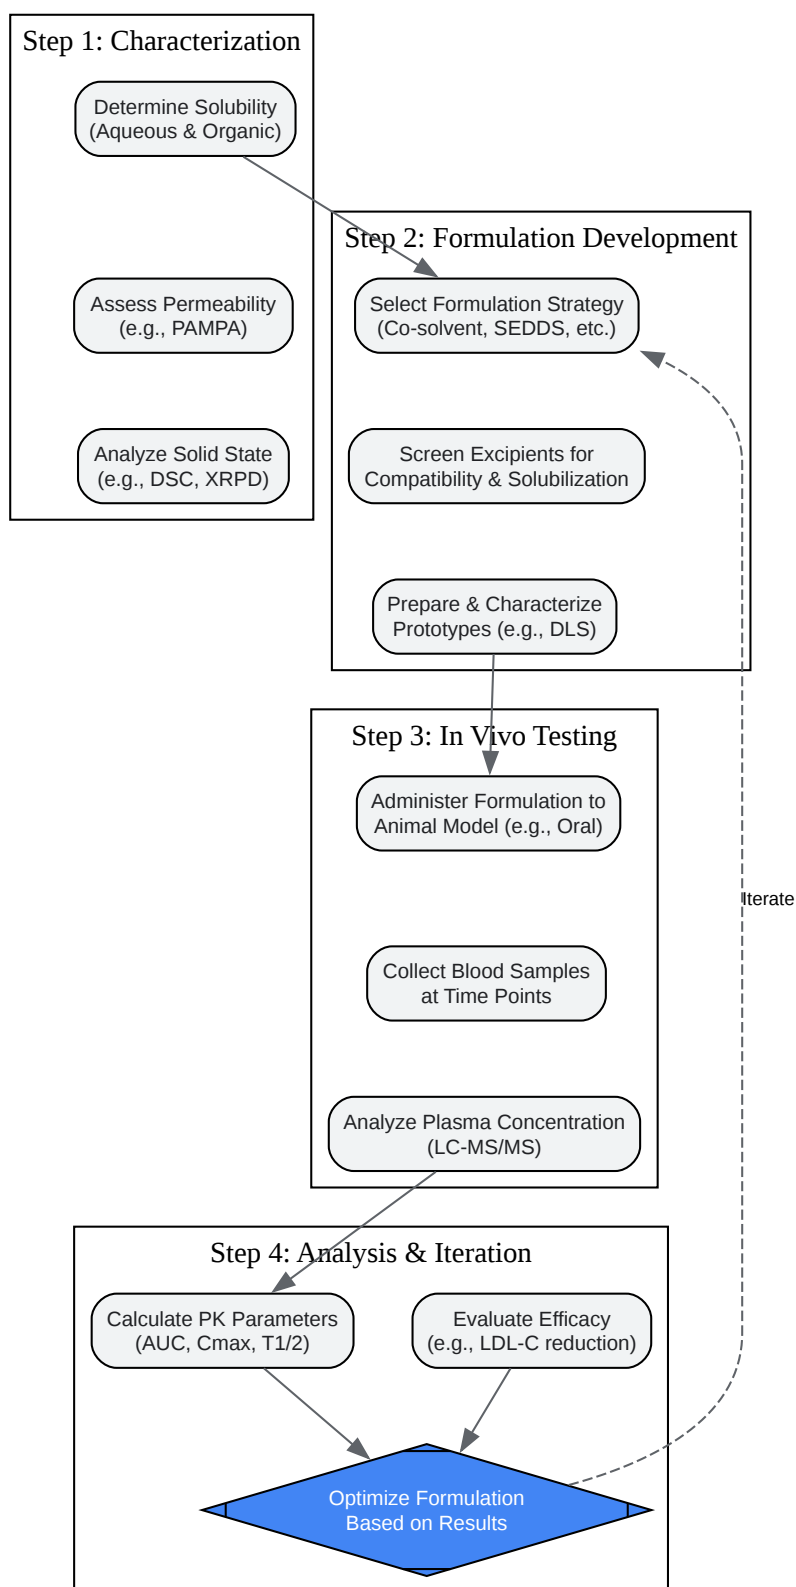 Step 1: Characterization
Determine Solubility
(Aqueous & Organic)
Assess Permeability
(e.g., PAMPA)
Analyze Solid State
(e.g., DSC, XRPD)
Step 2: Formulation Development
Select Formulation Strategy
(Co-solvent, SEDDS, etc.)
Screen Excipients for
Compatibility & Solubilization
Prepare & Characterize
Prototypes (e.g., DLS)
Step 3: In Vivo Testing
Administer Formulation to
Animal Model (e.g., Oral)
Collect Blood Samples
at Time Points
Analyze Plasma Concentration
(LC-MS/MS)
Iterate
Step 4: Analysis & Iteration
Calculate PK Parameters
(AUC, Cmax, T1/2)
Evaluate Efficacy
(e.g., LDL-C reduction)
Optimize Formulation
Based on Results